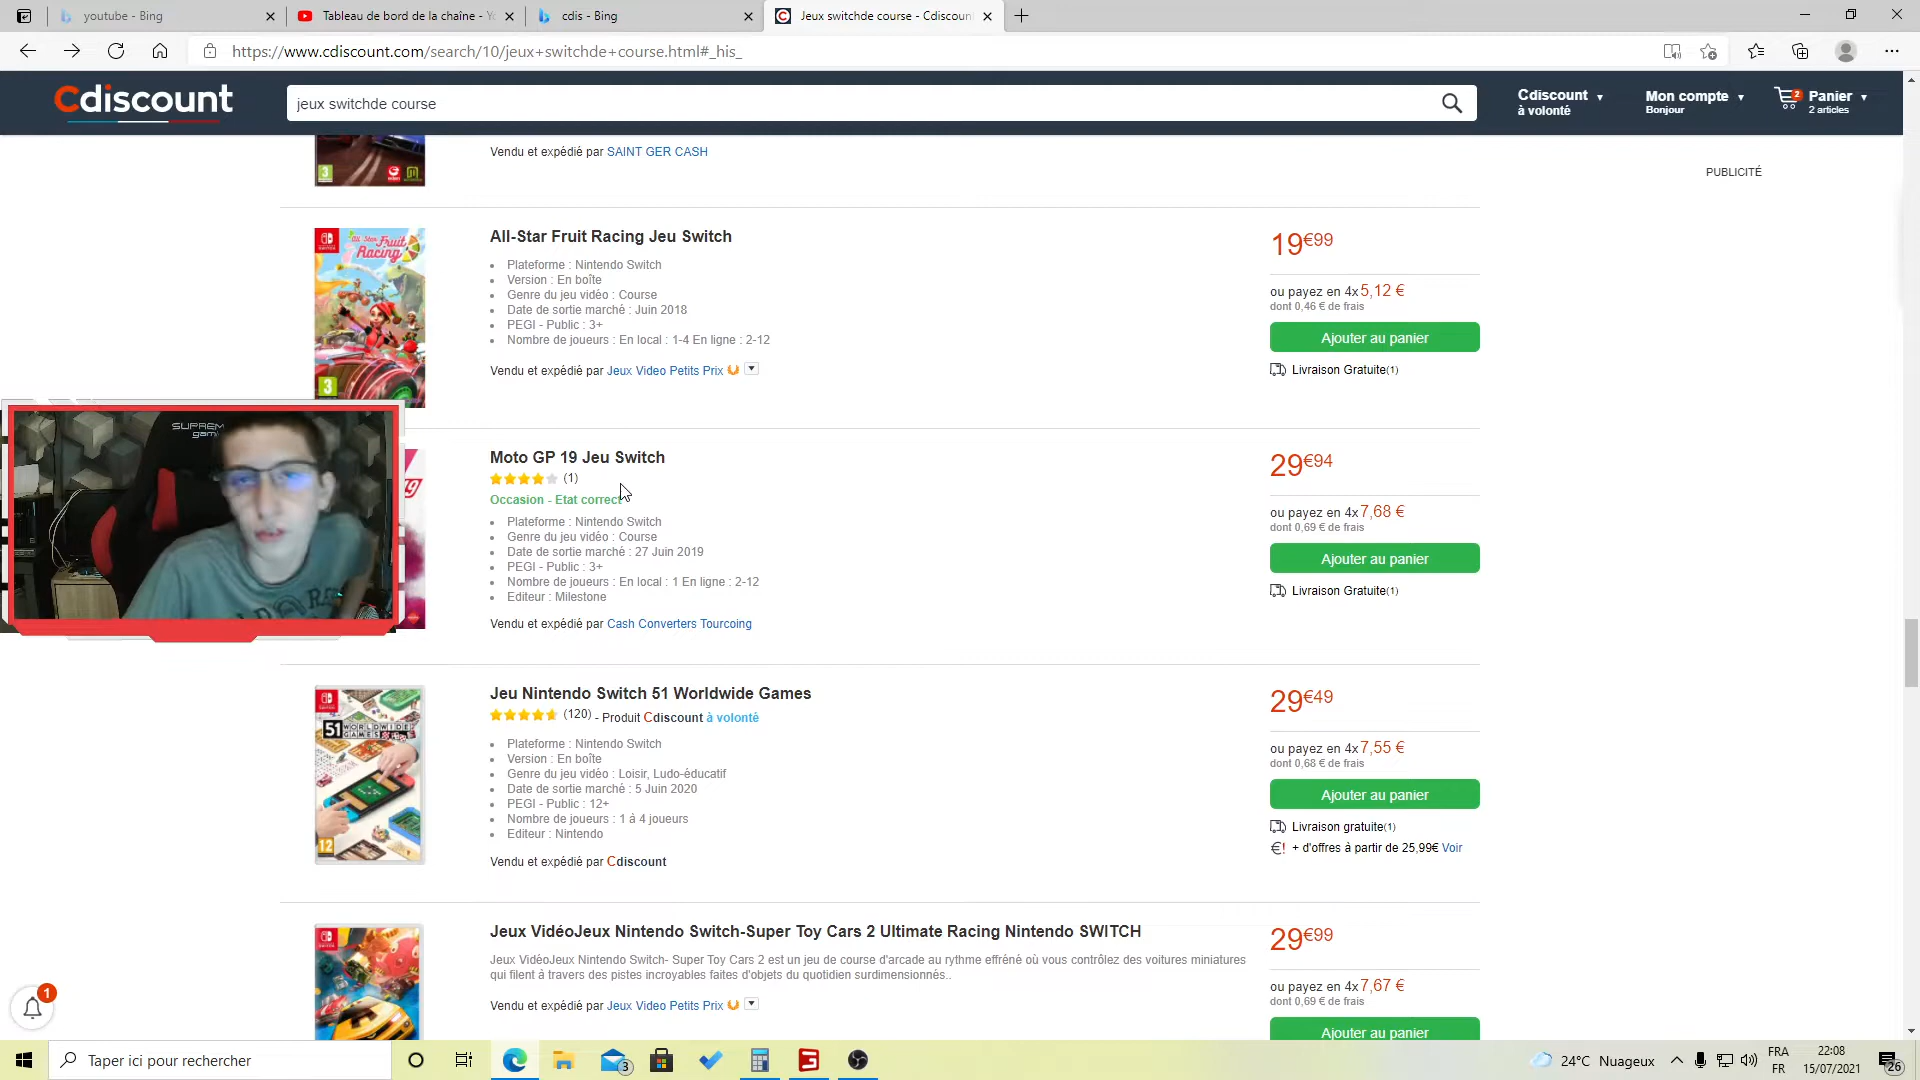 youtube - Bing
Tableau de bord de la chaîne - Yo
cdis - Bing
Jeux switchde course - Cdiscoun
https://www.cdiscount.com/search/10/jeux+switchde+course.html#_his_
Cdiscount
jeux switchde course
Cdiscount
à volonté
Mon compte
Bonjour
2
Panier
2 articles
Vendu et expédié par SAINT GER CASH
PUBLICITÉ
3
All-Star Fruit Racing Jeu Switch
Plateforme : Nintendo Switch
Version : En boîte
Genre du jeu vidéo : Course
Date de sortie marché : Juin 2018
PEGI - Public : 3+
Nombre de joueurs : En local : 1-4 En ligne : 2-12
Vendu et expédié par Jeux Video Petits Prix
19€99
ou payez en 4x 5,12 €
dont 0,46 € de frais
Ajouter au panier
Livraison Gratuite(1)
All-Star Fruit Racing
3
SUPREM
gami
Moto GP 19 Jeu Switch
(1)
Occasion - Etat correct
Plateforme : Nintendo Switch
Genre du jeu vidéo : Course
Date de sortie marché : 27 Juin 2019
PEGI - Public : 3+
Nombre de joueurs : En local : 1 En ligne : 2-12
Editeur : Milestone
Vendu et expédié par Cash Converters Tourcoing
29€94
ou payez en 4x 7,68 €
dont 0,69 € de frais
Ajouter au panier
Livraison Gratuite(1)
Jeu Nintendo Switch 51 Worldwide Games
(120) - Produit Cdiscount à volonté
Plateforme : Nintendo Switch
Version : En boîte
Genre du jeu vidéo : Loisir, Ludo-éducatif
Date de sortie marché : 5 Juin 2020
PEGI - Public : 12+
Nombre de joueurs : 1 à 4 joueurs
Editeur : Nintendo
Vendu et expédié par Cdiscount
29€49
ou payez en 4x 7,55 €
dont 0,68 € de frais
Ajouter au panier
Livraison gratuite(1)
€! + d'offres à partir de 25,99€ Voir
51 WORLDWIDE GAMES
12
Jeux VidéoJeux Nintendo Switch-Super Toy Cars 2 Ultimate Racing Nintendo SWITCH
Jeux VidéoJeux Nintendo Switch- Super Toy Cars 2 est un jeu de course d'arcade au rythme effréné où vous contrôlez des voitures miniatures
qui filent à travers des pistes incroyables faites d'objets du quotidien surdimensionnés..
Vendu et expédié par Jeux Video Petits Prix
29€99
ou payez en 4x 7,67 €
dont 0,69 € de frais
Ajouter au panier
1
Taper ici pour rechercher
3
24°C Nuageux
FRA
FR
22:08
15/07/2021
26